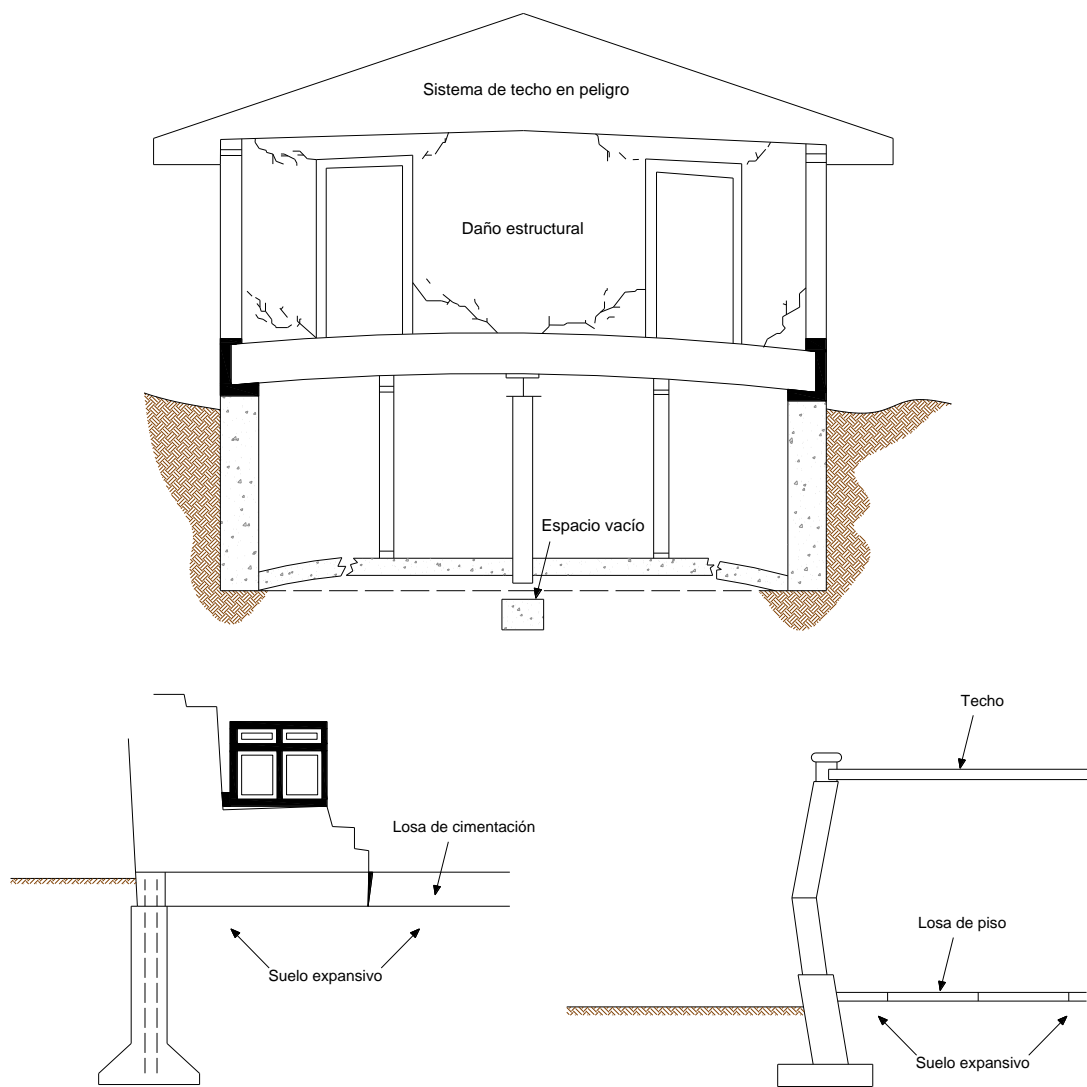 Sistema de techo en peligro
Daño estructural
Espacio vacío
Techo
Losa de cimentación
Losa de piso
Suelo expansivo
Suelo expansivo